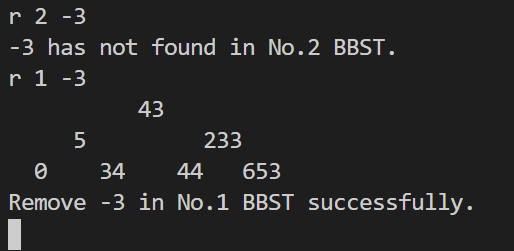 r 2 -3
-3 has not found in No.2 BBST.
r 1 -3
43
5 233
0 34 44 653
Remove -3 in No.1 BBST successfully.